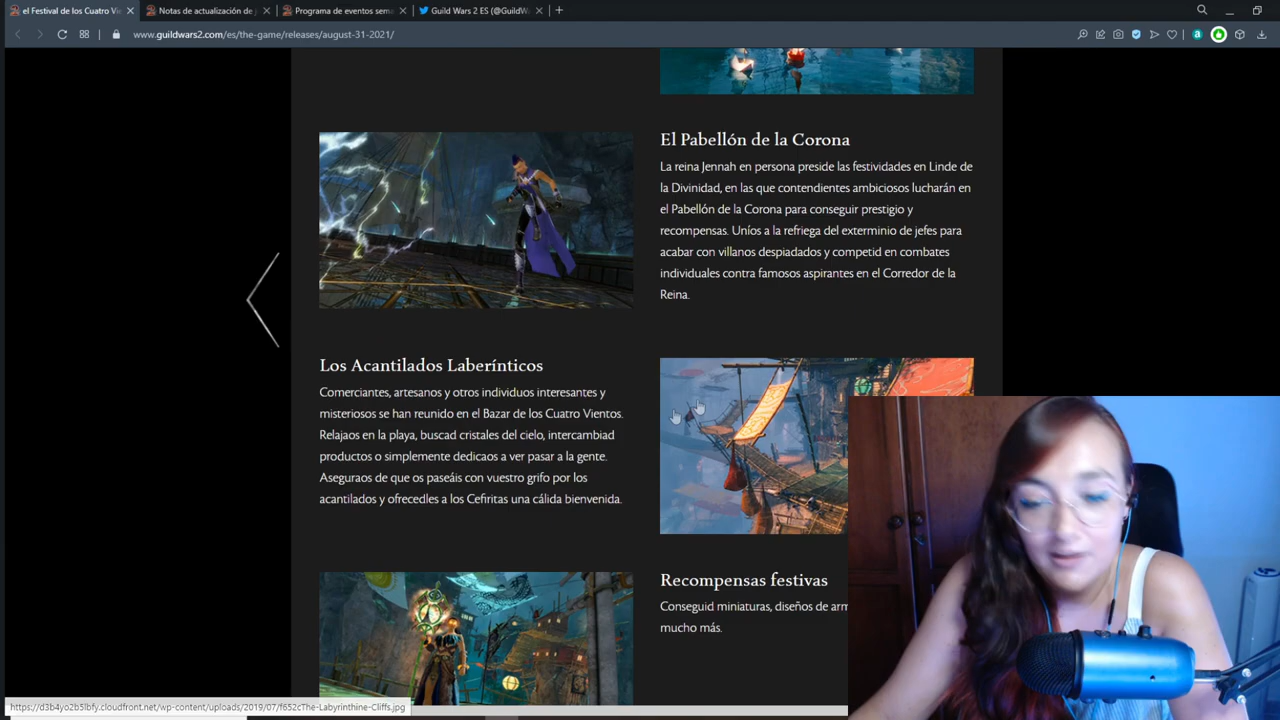 el Festival de los Cuatro Vie
Notas de actualización de j
Programa de eventos sema
Guild Wars 2 ES (@GuildW
www.guildwars2.com/es/the-game/releases/august-31-2021/
El Pabellón de la Corona
La reina Jennah en persona preside las festividades en Linde de
la Divinidad, en las que contendientes ambiciosos lucharán en
el Pabellón de la Corona para conseguir prestigio y
recompensas. Uníos a la refriega del exterminio de jefes para
acabar con villanos despiadados y competid en combates
individuales contra famosos aspirantes en el Corredor de la
Reina.
Los Acantilados Laberínticos
Comerciantes, artesanos y otros individuos interesantes y
misteriosos se han reunido en el Bazar de los Cuatro Vientos.
Relajaos en la playa, buscad cristales del cielo, intercambiad
productos o simplemente dedicaos a ver pasar a la gente.
Aseguraos de que os paseáis con vuestro grifo por los
acantilados y ofrecedles a los Cefiritas una cálida bienvenida.
Recompensas festivas
Conseguid miniaturas, diseños de arm
mucho más.
https://d3b4yo2b5lbfy.cloudfront.net/wp-content/uploads/2019/07/f652cThe-Labyrinthine-Cliffs.jpg